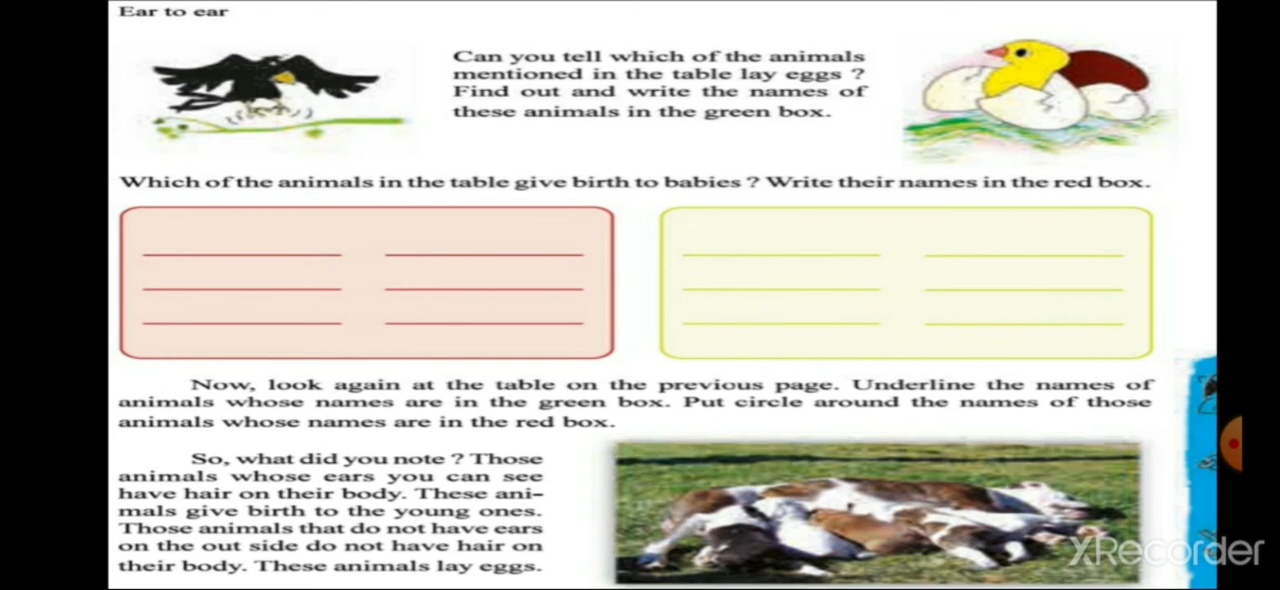 Ear to ear
Can you tell which of the animals
mentioned in the table lay eggs ?
Find out and write the names of
these animals in the green box.
Which of the animals in the table give birth to babies ? Write their names in the red box.
Now, look again at the table on the previous page. Underline the names of
animals whose names are in the green box. Put circle around the names of those
animals whose names are in the red box.
So, what did you note ? Those
animals whose ears you can see
have hair on their body. These ani-
mals give birth to the young ones.
Those animals that do not have ears
on the out side do not have hair on
their body. These animals lay eggs.
XRecorder